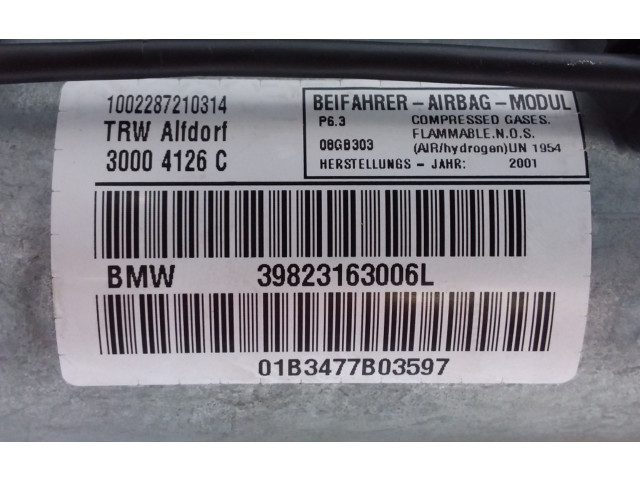 1002287210314
TRW Alfdorf
3000 4126 C
BEIFAHRER - AIRBAG - MODUL
P6.3 COMPRESSED GASES.
FLAMMABLE.N.O.S.
08GB303 (AIR/hydrogen)UN 1954
HERSTELLUNGS - JAHR: 2001
BMW 39823163006L
01B3477B03597